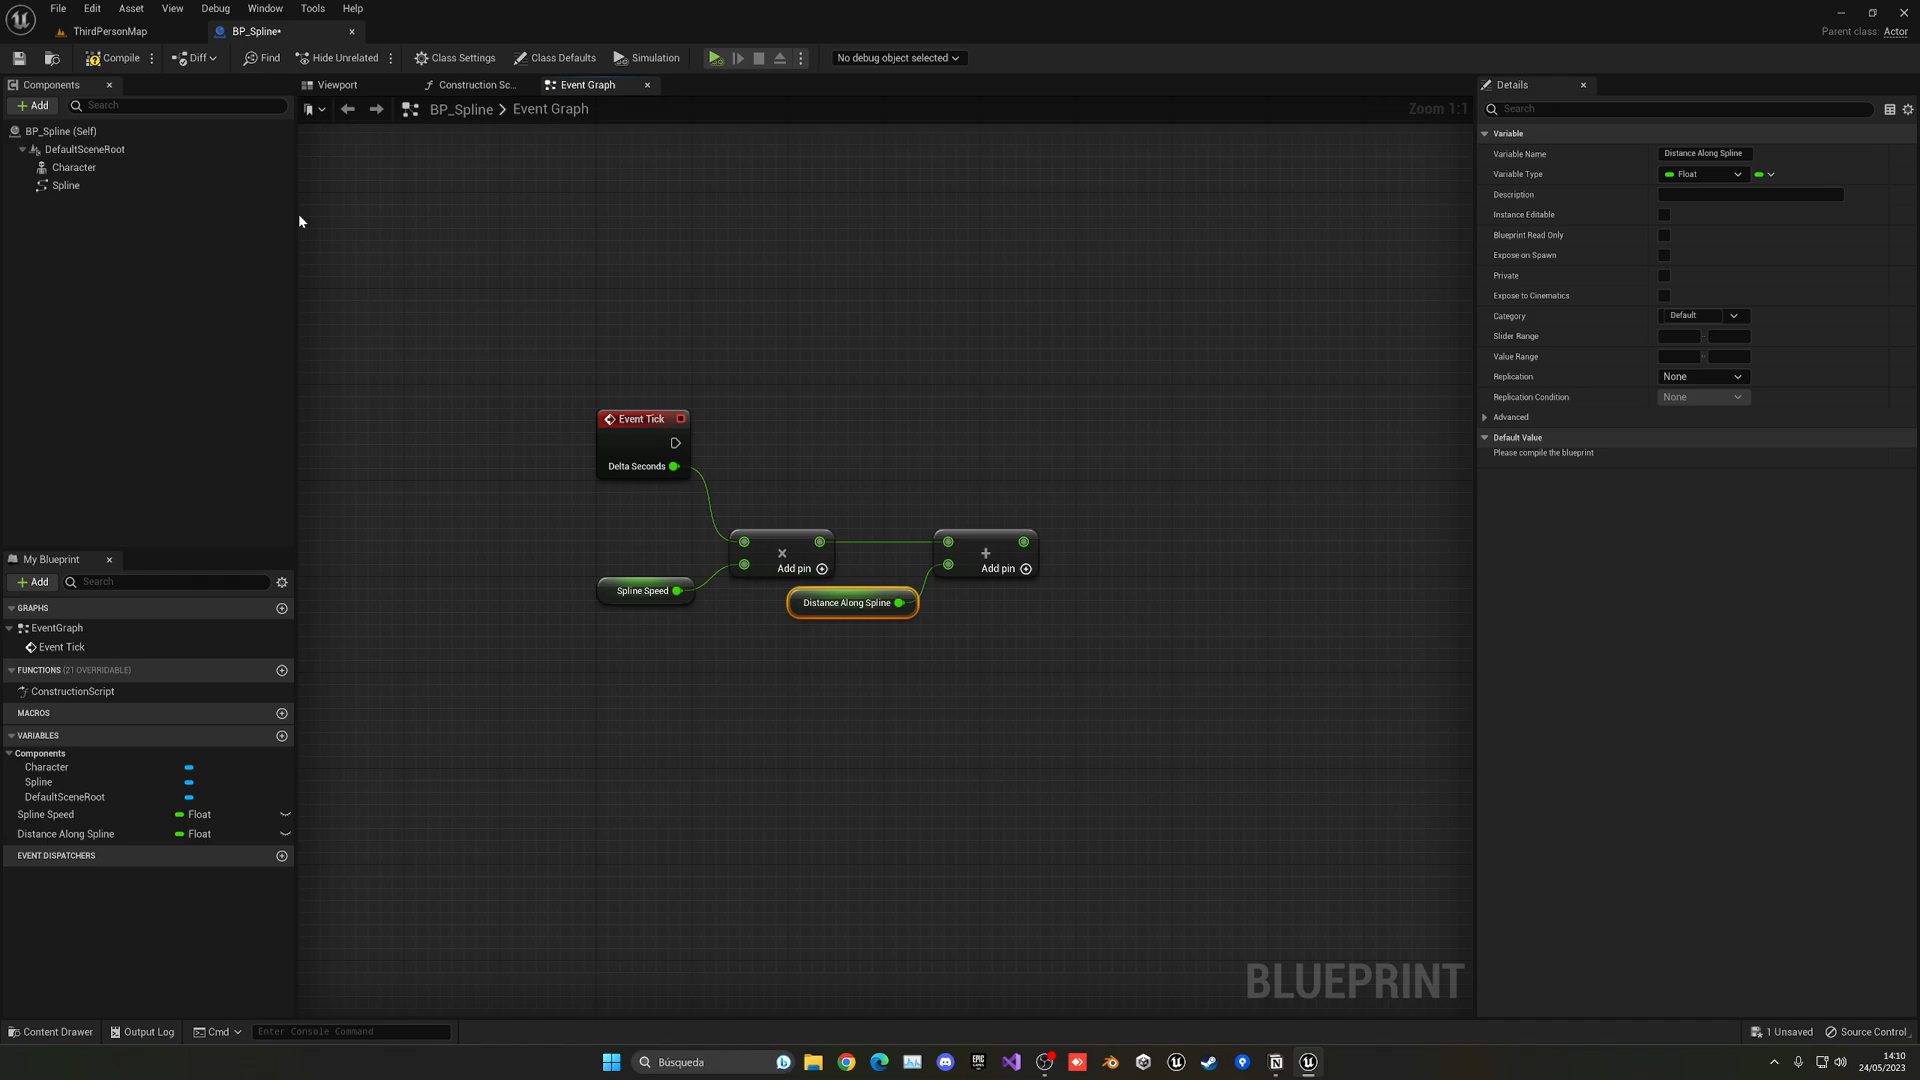 File Edit Asset View Debug Window Tools Help
ThirdPersonMap BP_Spline* Parent class: Actor
Compile Diff Find Hide Unrelated Class Settings Class Defaults Simulation No debug object selected
Components Viewport Construction Sc... Event Graph Details
Add Search BP_Spline > Event Graph Zoom 1:1 Search
BP_Spline (Self)
DefaultSceneRoot
Character
Spline
Variable
Variable Name Distance Along Spline
Variable Type Float
Description
Instance Editable
Blueprint Read Only
Expose on Spawn
Private
Expose to Cinematics
Category Default
Slider Range
Value Range
Replication None
Replication Condition None
Advanced
Default Value
Please compile the blueprint
Event Tick
Delta Seconds
Add pin
Add pin
Spline Speed
Distance Along Spline
My Blueprint
Add Search
GRAPHS
EventGraph
Event Tick
FUNCTIONS (21 OVERRIDABLE)
ConstructionScript
MACROS
VARIABLES
Components
Character
Spline
DefaultSceneRoot
Spline Speed Float
Distance Along Spline Float
EVENT DISPATCHERS
BLUEPRINT
Content Drawer Output Log Cmd Enter Console Command 1 Unsaved Source Control
Búsqueda
14:10
24/05/2023